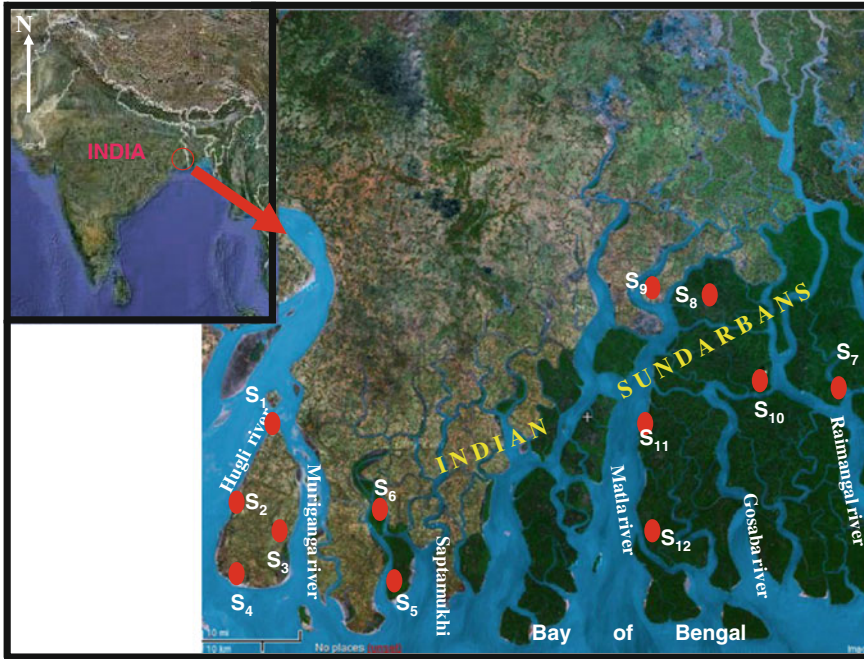 N
INDIA
S9
S8
SUNDARBANS
S7
S10
S1
Hugli river
INDIAN
S11
Raimangal river
Muriganga river
S2
S6
Matla river
Gosaba river
S3
Saptamukhi
S12
S4
S5
Bay of Bengal
10 mi
10 km
No places